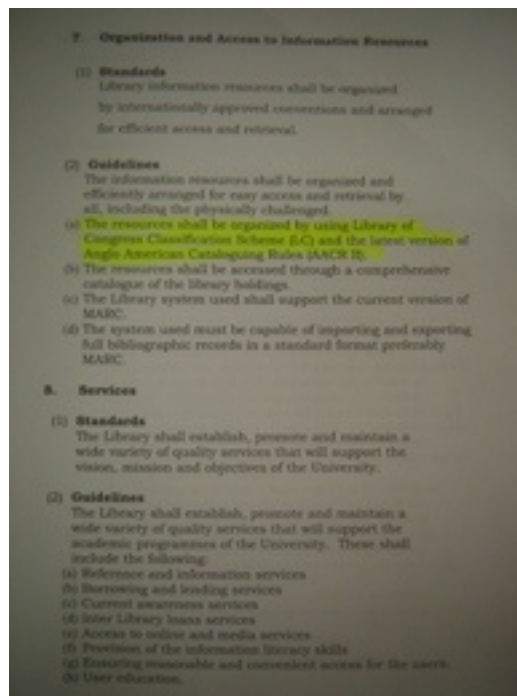 7. Organization and Access to Information Resources
(1) Standards
Library information resources shall be organized
by internationally approved conventions and arranged
for efficient access and retrieval.
(2) Guidelines
The information resources shall be organized and
efficiently arranged for easy access and retrieval by
all, including the physically challenged.
(a) The resources shall be organized by using Library of
Congress Classification Scheme (LC) and the latest version of
Anglo American Cataloguing Rules (AACR II).
(b) The resources shall be accessed through a comprehensive
catalogue of the library holdings.
(c) The Library system used shall support the current version of
MARC.
(d) The system used must be capable of importing and exporting
full bibliographic records in a standard format preferably
MARC.
8. Services
(1) Standards
The Library shall establish, promote and maintain a
wide variety of quality services that will support the
vision, mission and objectives of the University.
(2) Guidelines
The Library shall establish, promote and maintain a
wide variety of quality services that will support the
academic programmes of the University. These shall
include the following:
(a) Reference and information services
(b) Borrowing and lending services
(c) Current awareness services
(d) Inter Library loans services
(e) Access to online and media services
(f) Provision of the information literacy skills
(g) Ensuring reasonable and convenient access for the users.
(h) User education.